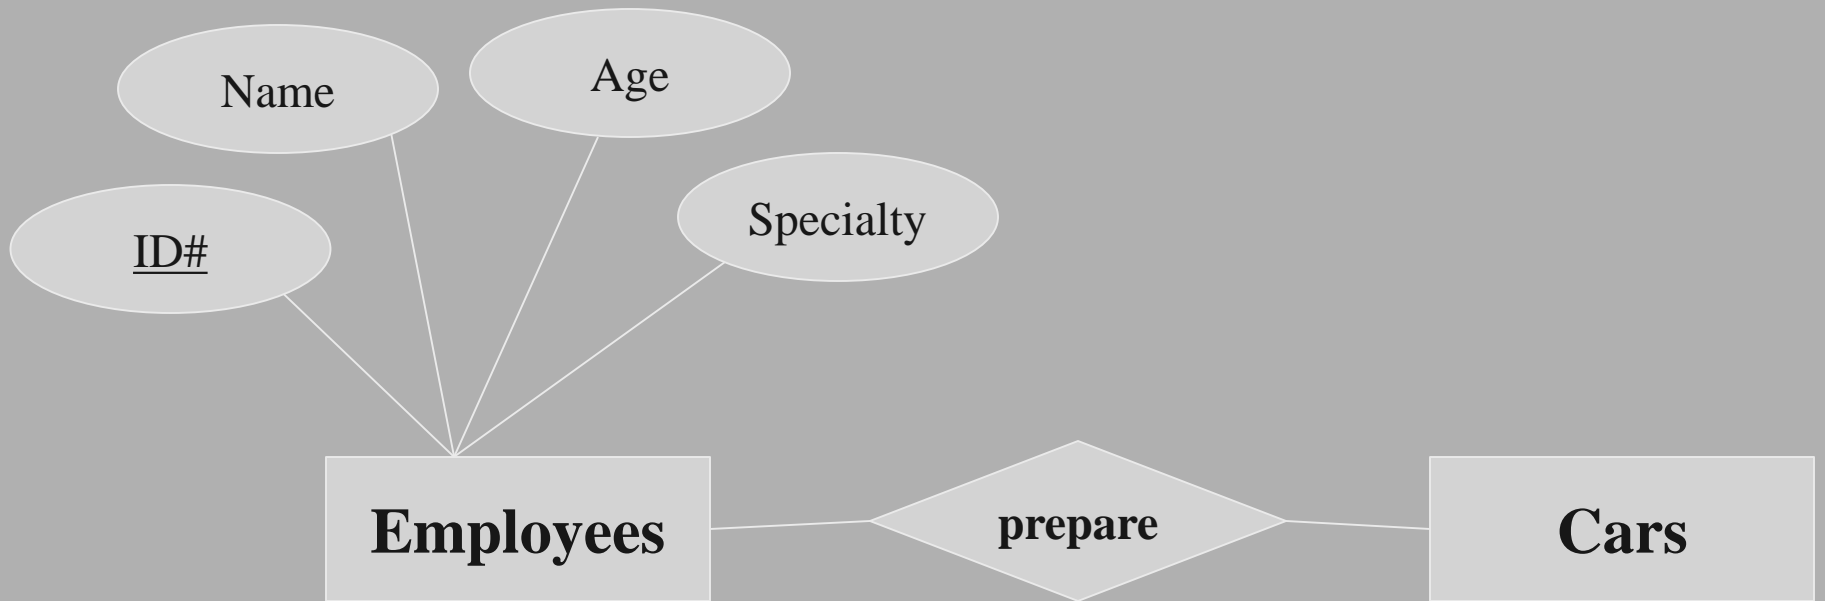 Name
Age
Specialty
ID#
Employees
prepare
Cars